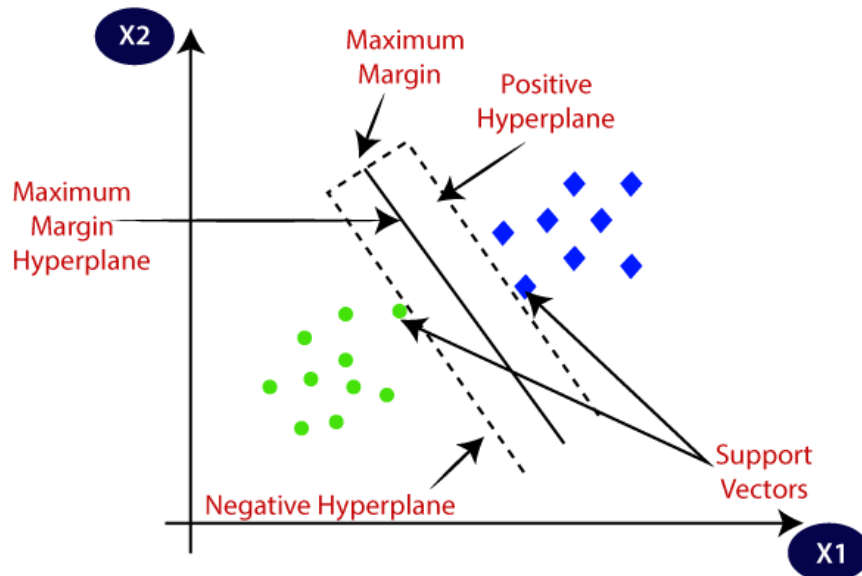 X2
Maximum
Margin
Positive
Hyperplane
Maximum
Margin
Hyperplane
Support
Vectors
Negative Hyperplane
X1